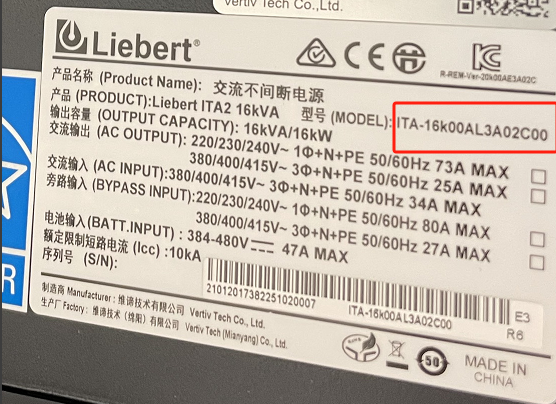 Vertiv Tech Co.,Ltd.
Liebert®
R-REM-Ver-20k00AE3A02C
产品名称 (Product Name): 交流不间断电源
产品 (PRODUCT):Liebert ITA2 16kVA 型号 (MODEL): ITA-16k00AL3A02C00
输出容量 (OUTPUT CAPACITY): 16kVA/16kW
交流输出 (AC OUTPUT): 220/230/240V~ 1Φ+N+PE 50/60Hz 73A MAX
380/400/415V~ 3Φ+N+PE 50/60Hz 25A MAX
交流输入 (AC INPUT):380/400/415V~ 3Φ+N+PE 50/60Hz 34A MAX
旁路输入 (BYPASS INPUT):220/230/240V~ 1Φ+N+PE 50/60Hz 80A MAX
380/400/415V~ 3Φ+N+PE 50/60Hz 27A MAX
电池输入 (BATT.INPUT) : 384-480V⎓ 47A MAX
额定限制短路电流 (Icc) :10kA
序列号 (S/N):
21012017382251020007 ITA-16k00AL3A02C00
E3
R6
制造商 Manufacturer : 维谛技术有限公司 Vertiv Tech Co., Ltd.
生产厂 Factory : 维谛技术（绵阳）有限公司 Vertiv Tech (Mianyang) Co., Ltd.
50
MADE IN
CHINA
R